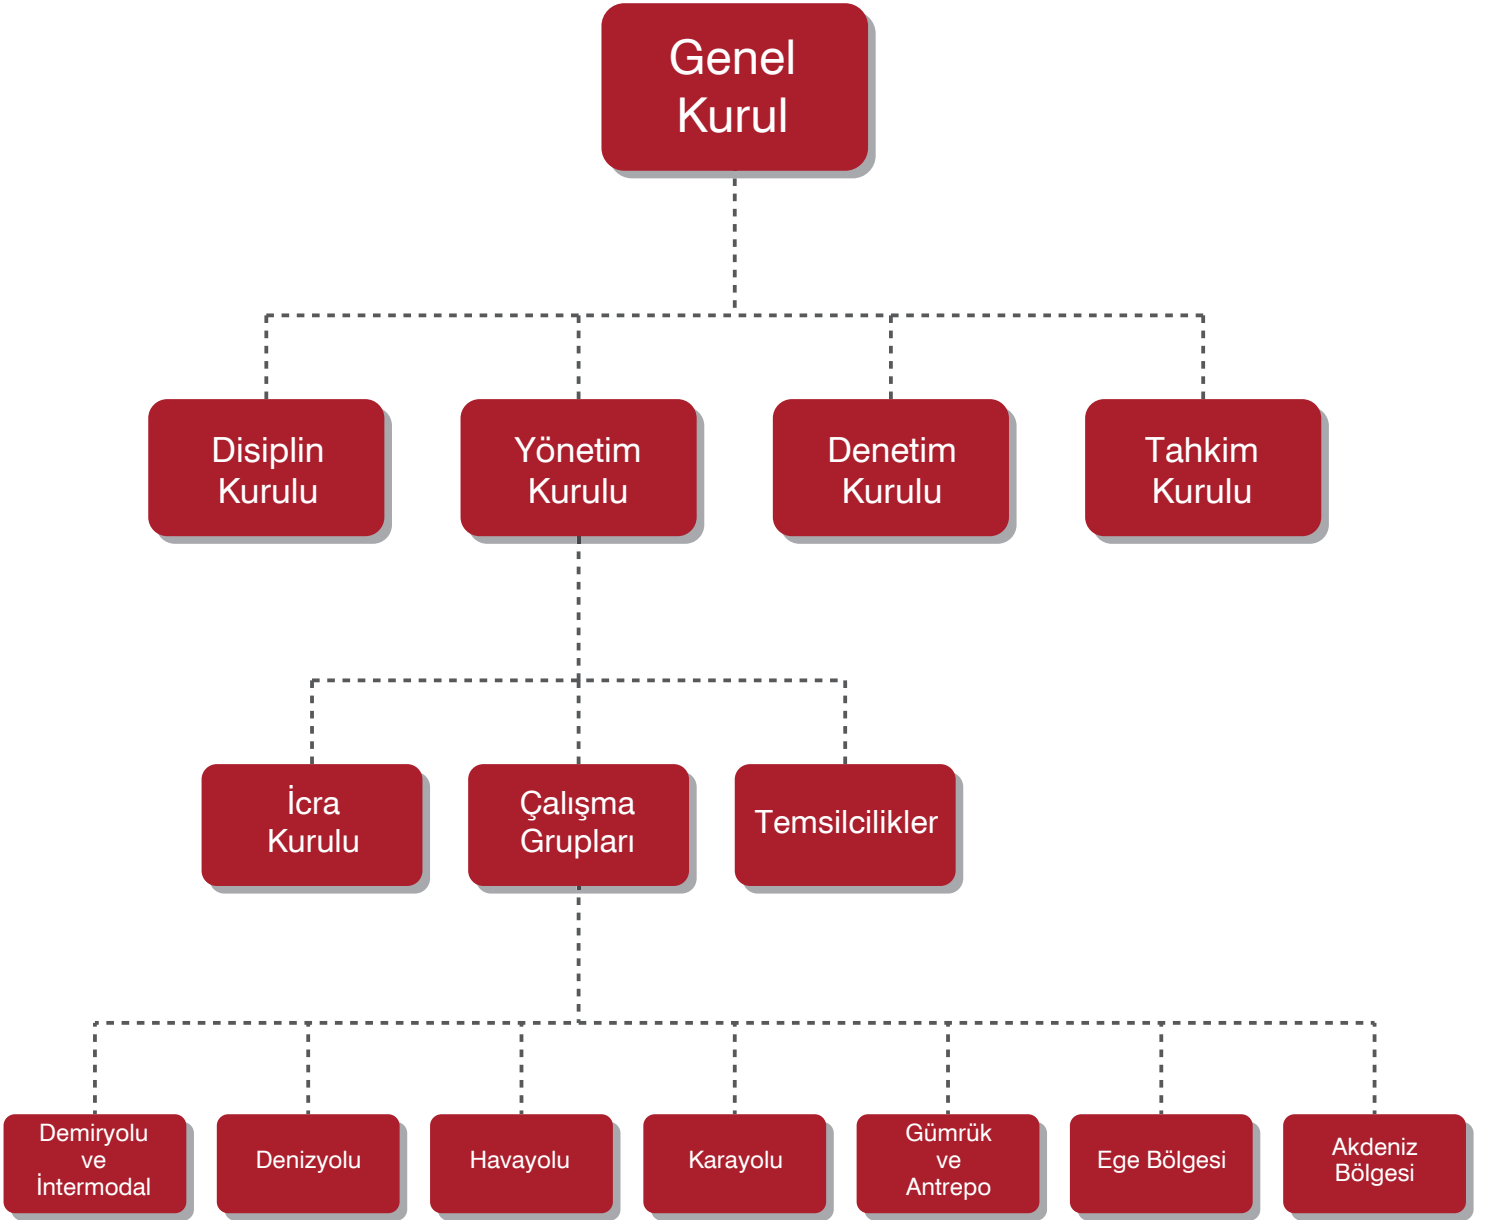 Genel
Kurul
Disiplin
Kurulu
Yönetim
Kurulu
Denetim
Kurulu
Tahkim
Kurulu
İcra
Kurulu
Çalışma
Grupları
Temsilcilikler
Demiryolu
ve
İntermodal
Denizyolu
Havayolu
Karayolu
Gümrük
ve
Antrepo
Ege Bölgesi
Akdeniz
Bölgesi